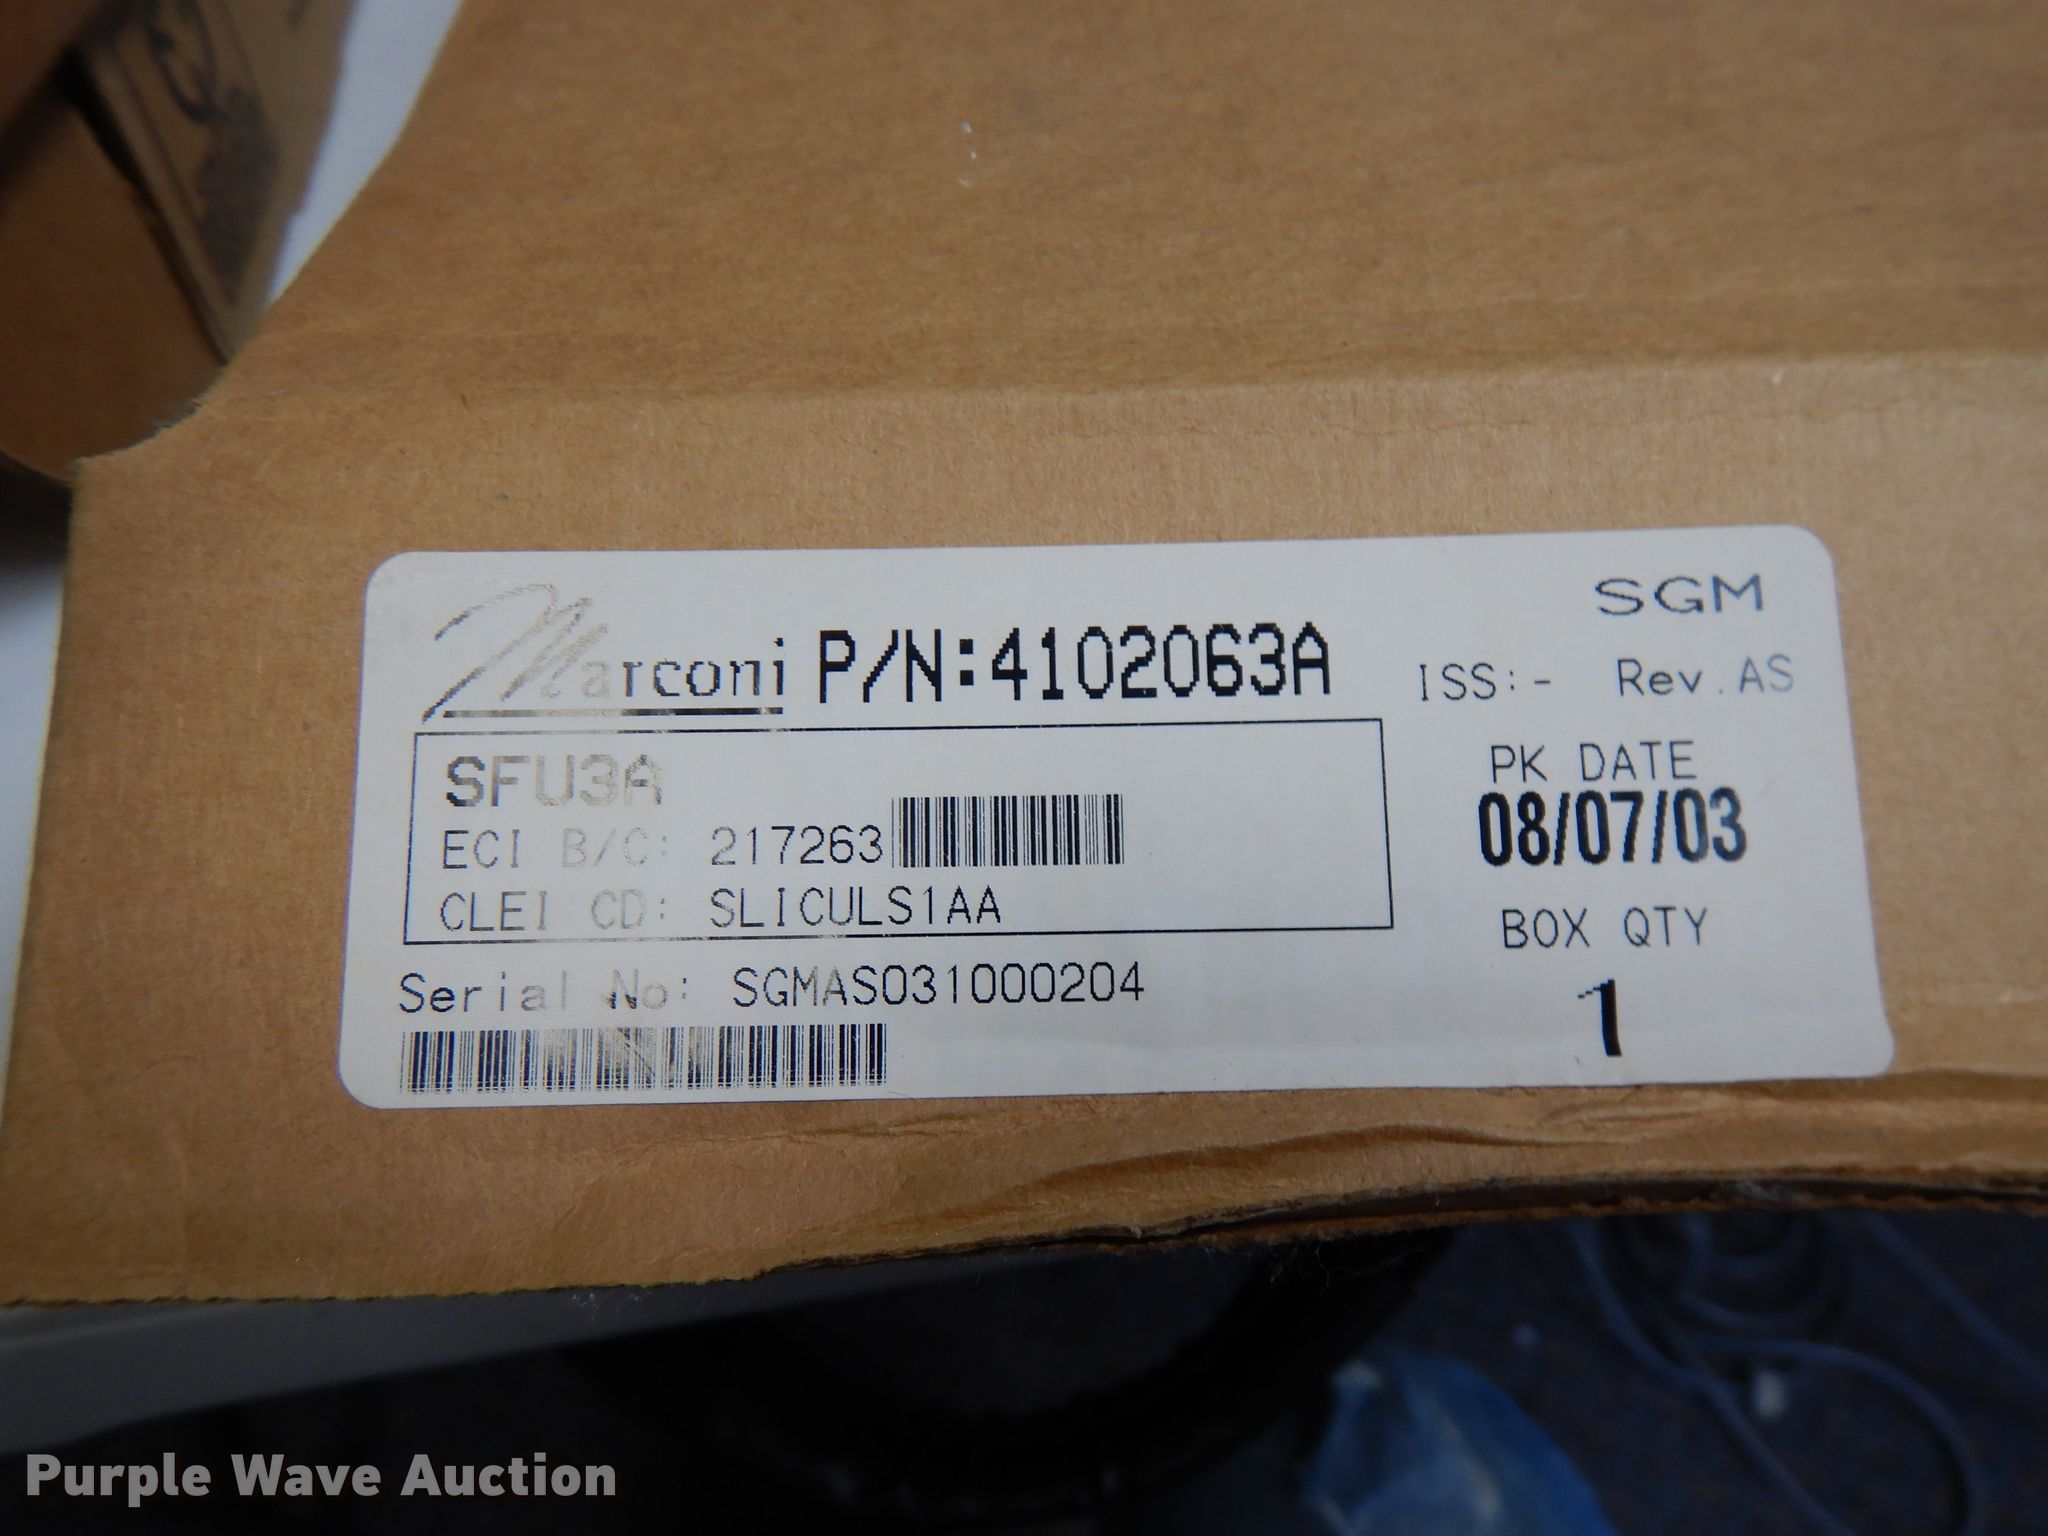 SGM
Marconi P/N:4102063A
ISS:- Rev.AS
SFU3A
ECI B/C: 217263
CLEI CD: SLICULS1AA
PK DATE
08/07/03
BOX QTY
1
Serial No: SGMAS031000204
Purple Wave Auction